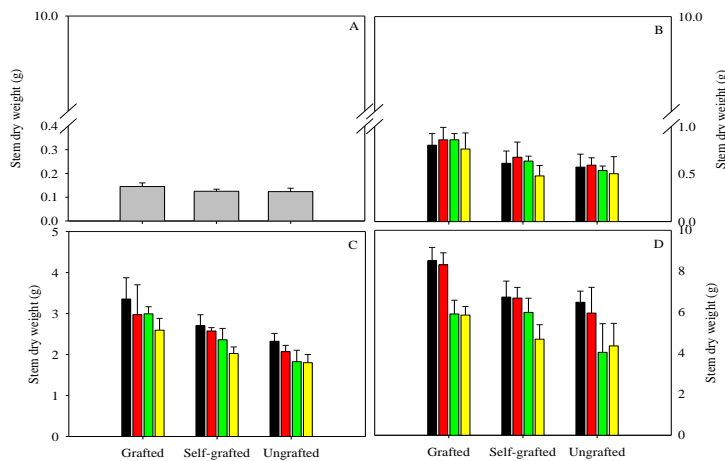 A
Stem dry weight (g)
10.0
0.4
0.3
0.2
0.1
0.0
B
10.0
1.0
0.5
0.0
Stem dry weight (g)
C
Stem dry weight (g)
5
4
3
2
1
0
Grafted Self-grafted Ungrafted
D
10
8
6
4
2
0
Stem dry weight (g)
Grafted Self-grafted Ungrafted